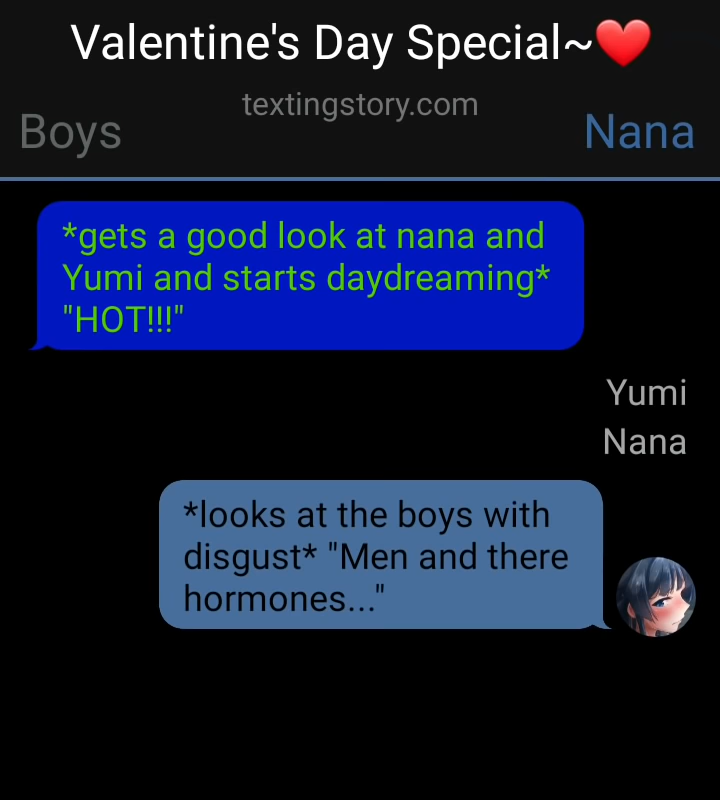 Valentine's Day Special~❤️
textingstory.com
Boys
Nana
*gets a good look at nana and
Yumi and starts daydreaming*
"HOT!!!"
Yumi
Nana
*looks at the boys with
disgust* "Men and there
hormones..."